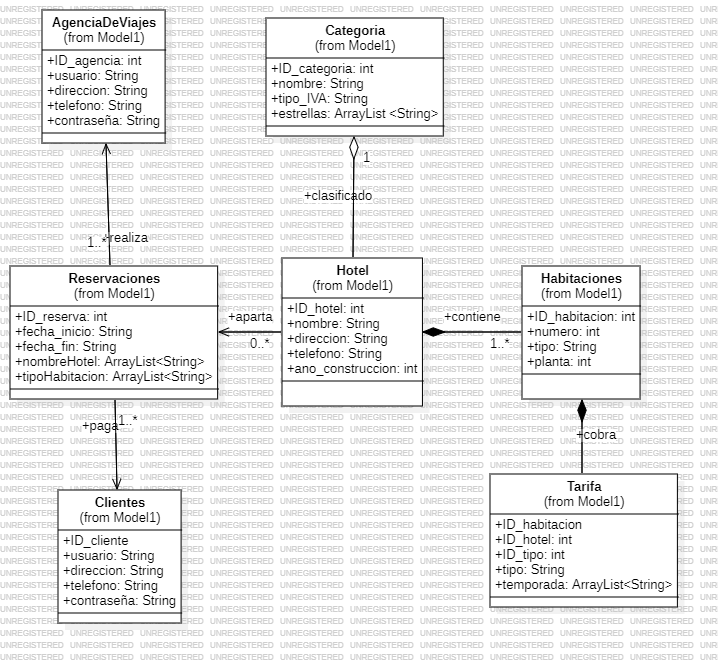 AgenciaDeViajes
(from Model1)
+ID_agencia: int
+usuario: String
+direccion: String
+telefono: String
+contraseña: String
Categoria
(from Model1)
+ID_categoria: int
+nombre: String
+tipo_IVA: String
+estrellas: ArrayList <String>
1
+clasificado
1..*
+realiza
Reservaciones
(from Model1)
+ID_reserva: int
+fecha_inicio: String
+fecha_fin: String
+nombreHotel: ArrayList<String>
+tipoHabitacion: ArrayList<String>
+aparta
0..*
Hotel
(from Model1)
+ID_hotel: int
+nombre: String
+direccion: String
+telefono: String
+ano_construccion: int
+contiene
1..*
Habitaciones
(from Model1)
+ID_habitacion: int
+numero: int
+tipo: String
+planta: int
+paga
1..*
+cobra
Clientes
(from Model1)
+ID_cliente
+usuario: String
+direccion: String
+telefono: String
+contraseña: String
Tarifa
(from Model1)
+ID_habitacion
+ID_hotel: int
+ID_tipo: int
+tipo: String
+temporada: ArrayList<String>
UNREGISTERED